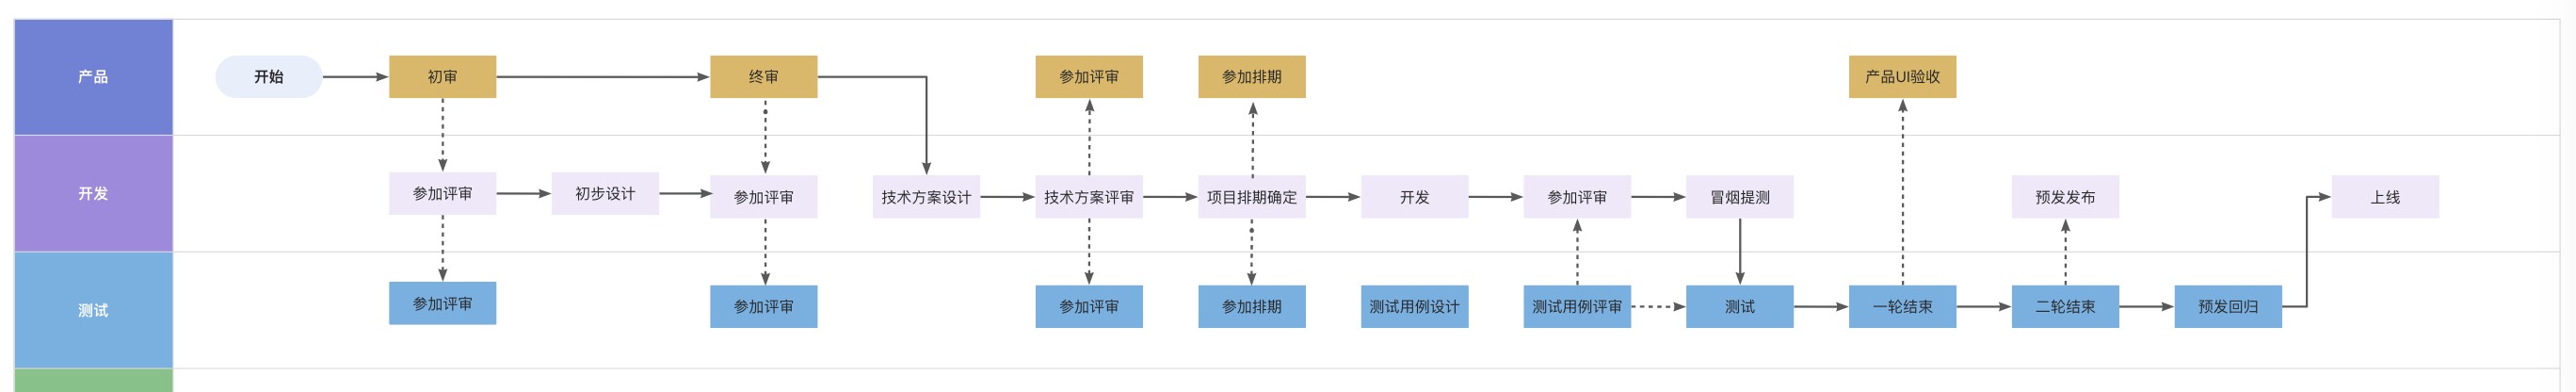 产品
开始
初审
终审
参加评审
参加排期
产品UI验收
开发
参加评审
初步设计
参加评审
技术方案设计
技术方案评审
项目排期确定
开发
参加评审
冒烟提测
预发发布
上线
测试
参加评审
参加评审
参加评审
参加排期
测试用例设计
测试用例评审
测试
一轮结束
二轮结束
预发回归